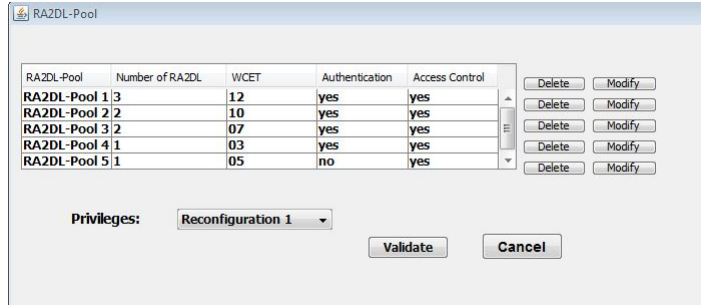 RA2DL-Pool
RA2DL-Pool Number of RA2DL WCET Authentication Access Control
RA2DL-Pool 1 3 12 yes yes Delete Modify
RA2DL-Pool 2 2 10 yes yes Delete Modify
RA2DL-Pool 3 2 07 yes yes Delete Modify
RA2DL-Pool 4 1 03 yes yes Delete Modify
RA2DL-Pool 5 1 05 no yes Delete Modify
Privileges: Reconfiguration 1
Validate Cancel